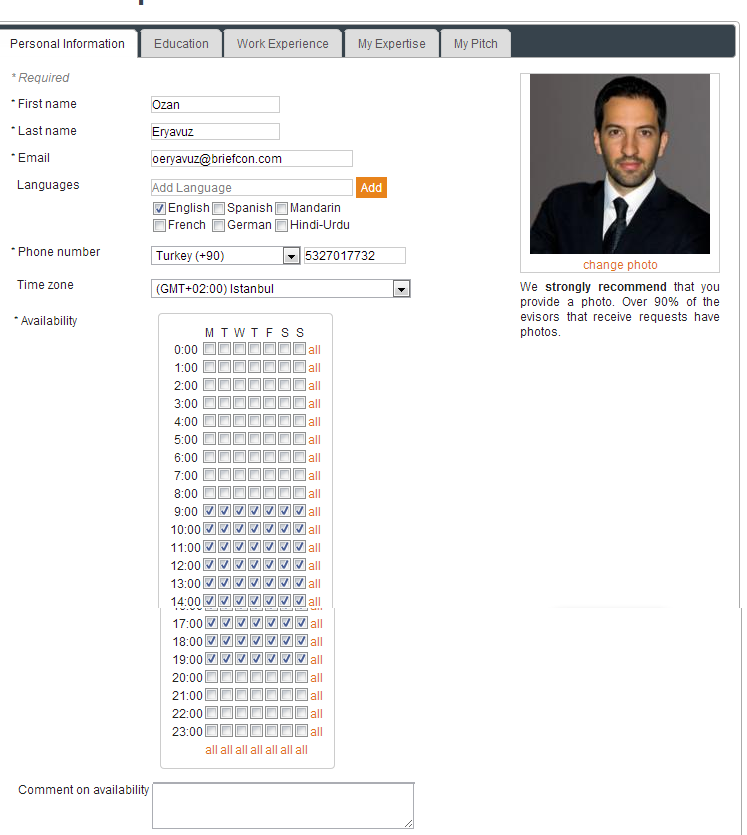 Personal Information Education Work Experience My Expertise My Pitch
* Required
* First name Ozan
* Last name Eryavuz
* Email oeryavuz@briefcon.com
Languages Add Language Add
English Spanish Mandarin
French German Hindi-Urdu
* Phone number Turkey (+90) 5327017732
Time zone (GMT+02:00) Istanbul
change photo
We strongly recommend that you
provide a photo. Over 90% of the
evisors that receive requests have
photos.
* Availability
M T W T F S S
0:00 all
1:00 all
2:00 all
3:00 all
4:00 all
5:00 all
6:00 all
7:00 all
8:00 all
9:00 all
10:00 all
11:00 all
12:00 all
13:00 all
14:00 all
17:00 all
18:00 all
19:00 all
20:00 all
21:00 all
22:00 all
23:00 all
all all all all all all all
Comment on availability